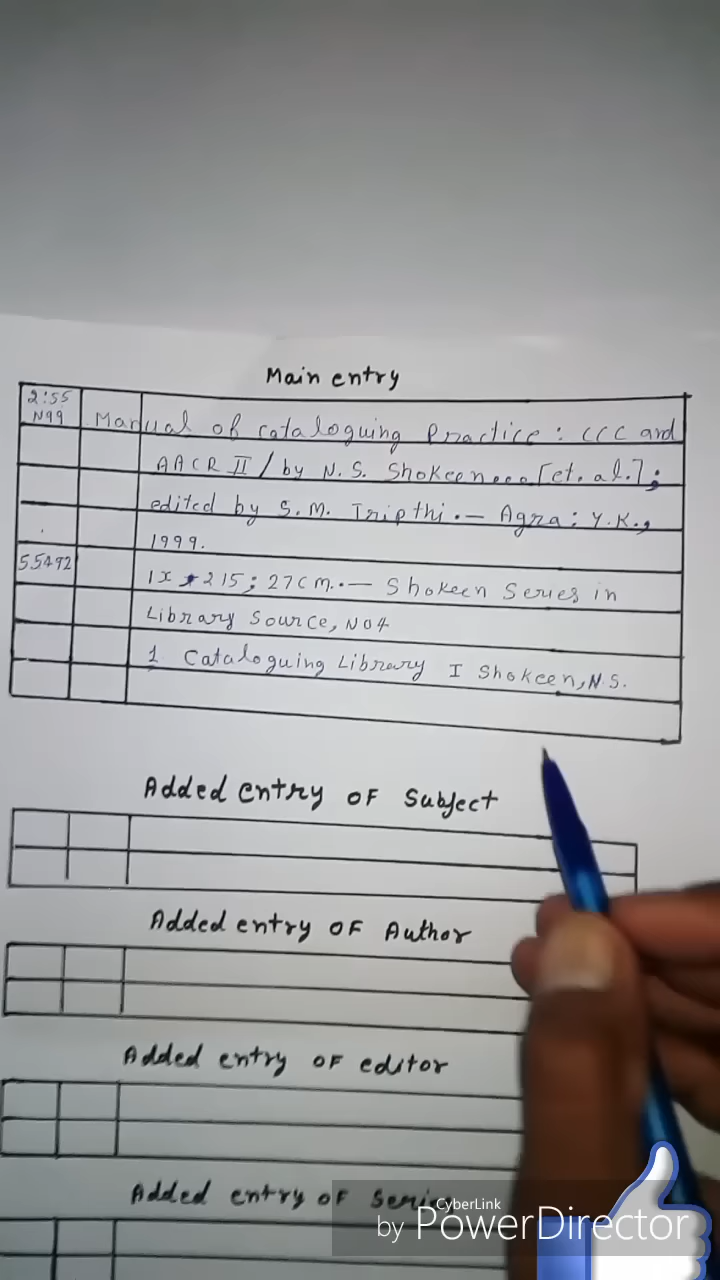 Main entry
2:55
N99
Manual of cataloguing Practice : CCC and
AACR II / by N. S. Shokeen... [et. al.];
edited by S. M. Tripthi. — Agra : Y.K.,
1999.
55492
ix, 215 ; 27cm. — Shokeen Series in
Library Source, No4
1 Cataloguing Library I Shokeen, N.S.
Added entry OF Subject
Added entry OF Author
Added entry OF editor
Added entry OF Series
CyberLink
by PowerDirector